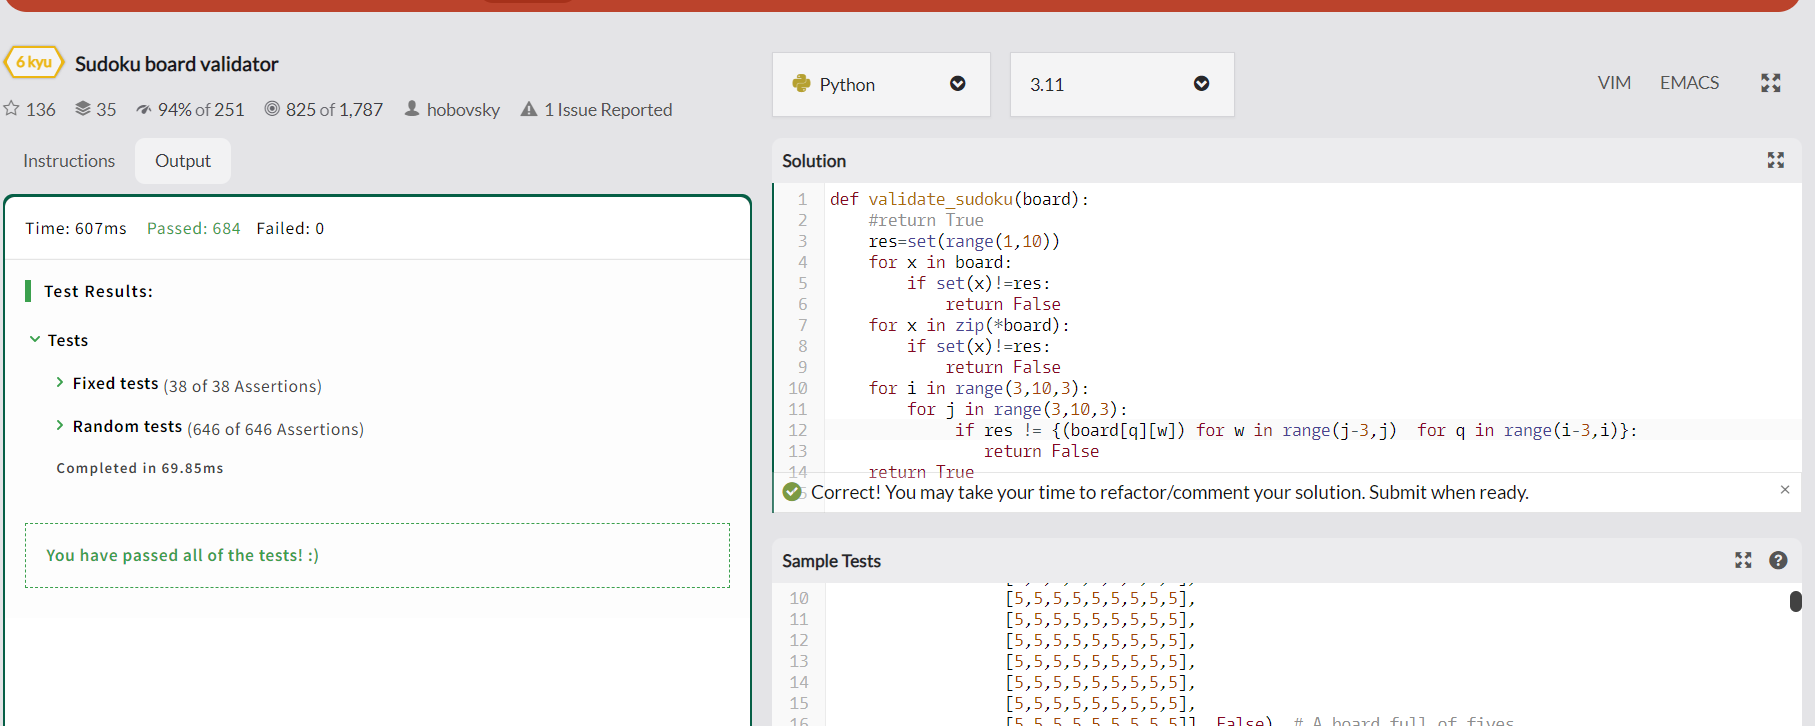 6 kyu
Sudoku board validator
136 35 94% of 251 825 of 1,787 hobovsky 1 Issue Reported
Instructions Output
Time: 607ms Passed: 684 Failed: 0
Test Results:
Tests
Fixed tests (38 of 38 Assertions)
Random tests (646 of 646 Assertions)
Completed in 69.85ms
You have passed all of the tests! :)
Python 3.11 VIM EMACS
Solution
1 def validate_sudoku(board):
2     #return True
3     res=set(range(1,10))
4     for x in board:
5         if set(x)!=res:
6             return False
7     for x in zip(*board):
8         if set(x)!=res:
9             return False
10     for i in range(3,10,3):
11         for j in range(3,10,3):
12              if res != {(board[q][w]) for w in range(j-3,j)  for q in range(i-3,i)}:
13                 return False
14     return True
15
Correct! You may take your time to refactor/comment your solution. Submit when ready.
Sample Tests
10 [5,5,5,5,5,5,5,5,5],
11 [5,5,5,5,5,5,5,5,5],
12 [5,5,5,5,5,5,5,5,5],
13 [5,5,5,5,5,5,5,5,5],
14 [5,5,5,5,5,5,5,5,5],
15 [5,5,5,5,5,5,5,5,5],
16 [5,5,5,5,5,5,5,5,5]], False)  # A board full of fives